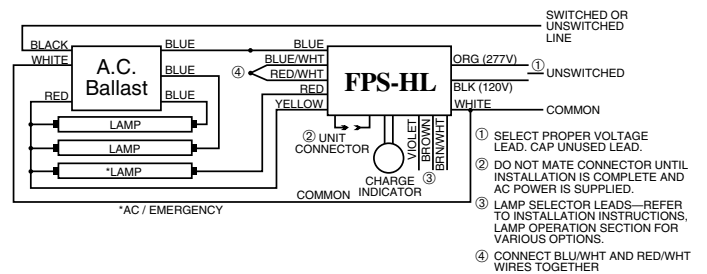 SWITCHED OR
UNSWITCHED
LINE
BLACK
BLUE
BLUE
WHITE
BLUE/WHT
ORG (277V)
①
A.C.
Ballast
BLUE
④
RED/WHT
FPS-HL
UNSWITCHED
RED
BLUE
RED
BLK (120V)
YELLOW
WHITE
COMMON
LAMP
② UNIT
CONNECTOR
VIOLET
BROWN
BRN/WHT
LAMP
③
*LAMP
CHARGE
INDICATOR
COMMON
*AC / EMERGENCY
① SELECT PROPER VOLTAGE
LEAD. CAP UNUSED LEAD.
② DO NOT MATE CONNECTOR UNTIL
INSTALLATION IS COMPLETE AND
AC POWER IS SUPPLIED.
③ LAMP SELECTOR LEADS—REFER
TO INSTALLATION INSTRUCTIONS,
LAMP OPERATION SECTION FOR
VARIOUS OPTIONS.
④ CONNECT BLU/WHT AND RED/WHT
WIRES TOGETHER